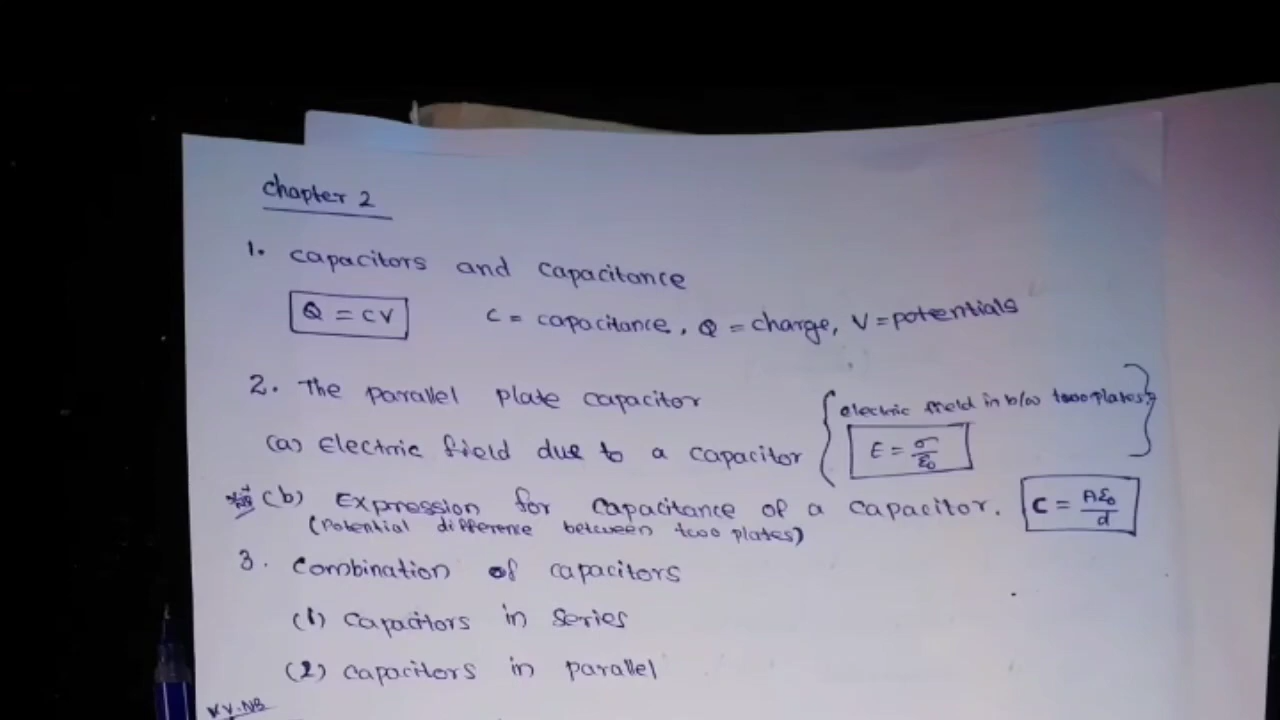 Chapter 2
1. capacitors and capacitance
Q = CV C = capacitance, Q = charge, V = potentials
2. The parallel plate capacitor
electric field in b/w two plates
(a) Electric field due to a capacitor E = σ/ε₀
(b) Expression for capacitance of a capacitor. C = Aε₀/d
(Potential difference between two plates)
3. Combination of capacitors
(1) Capacitors in series
(2) capacitors in parallel